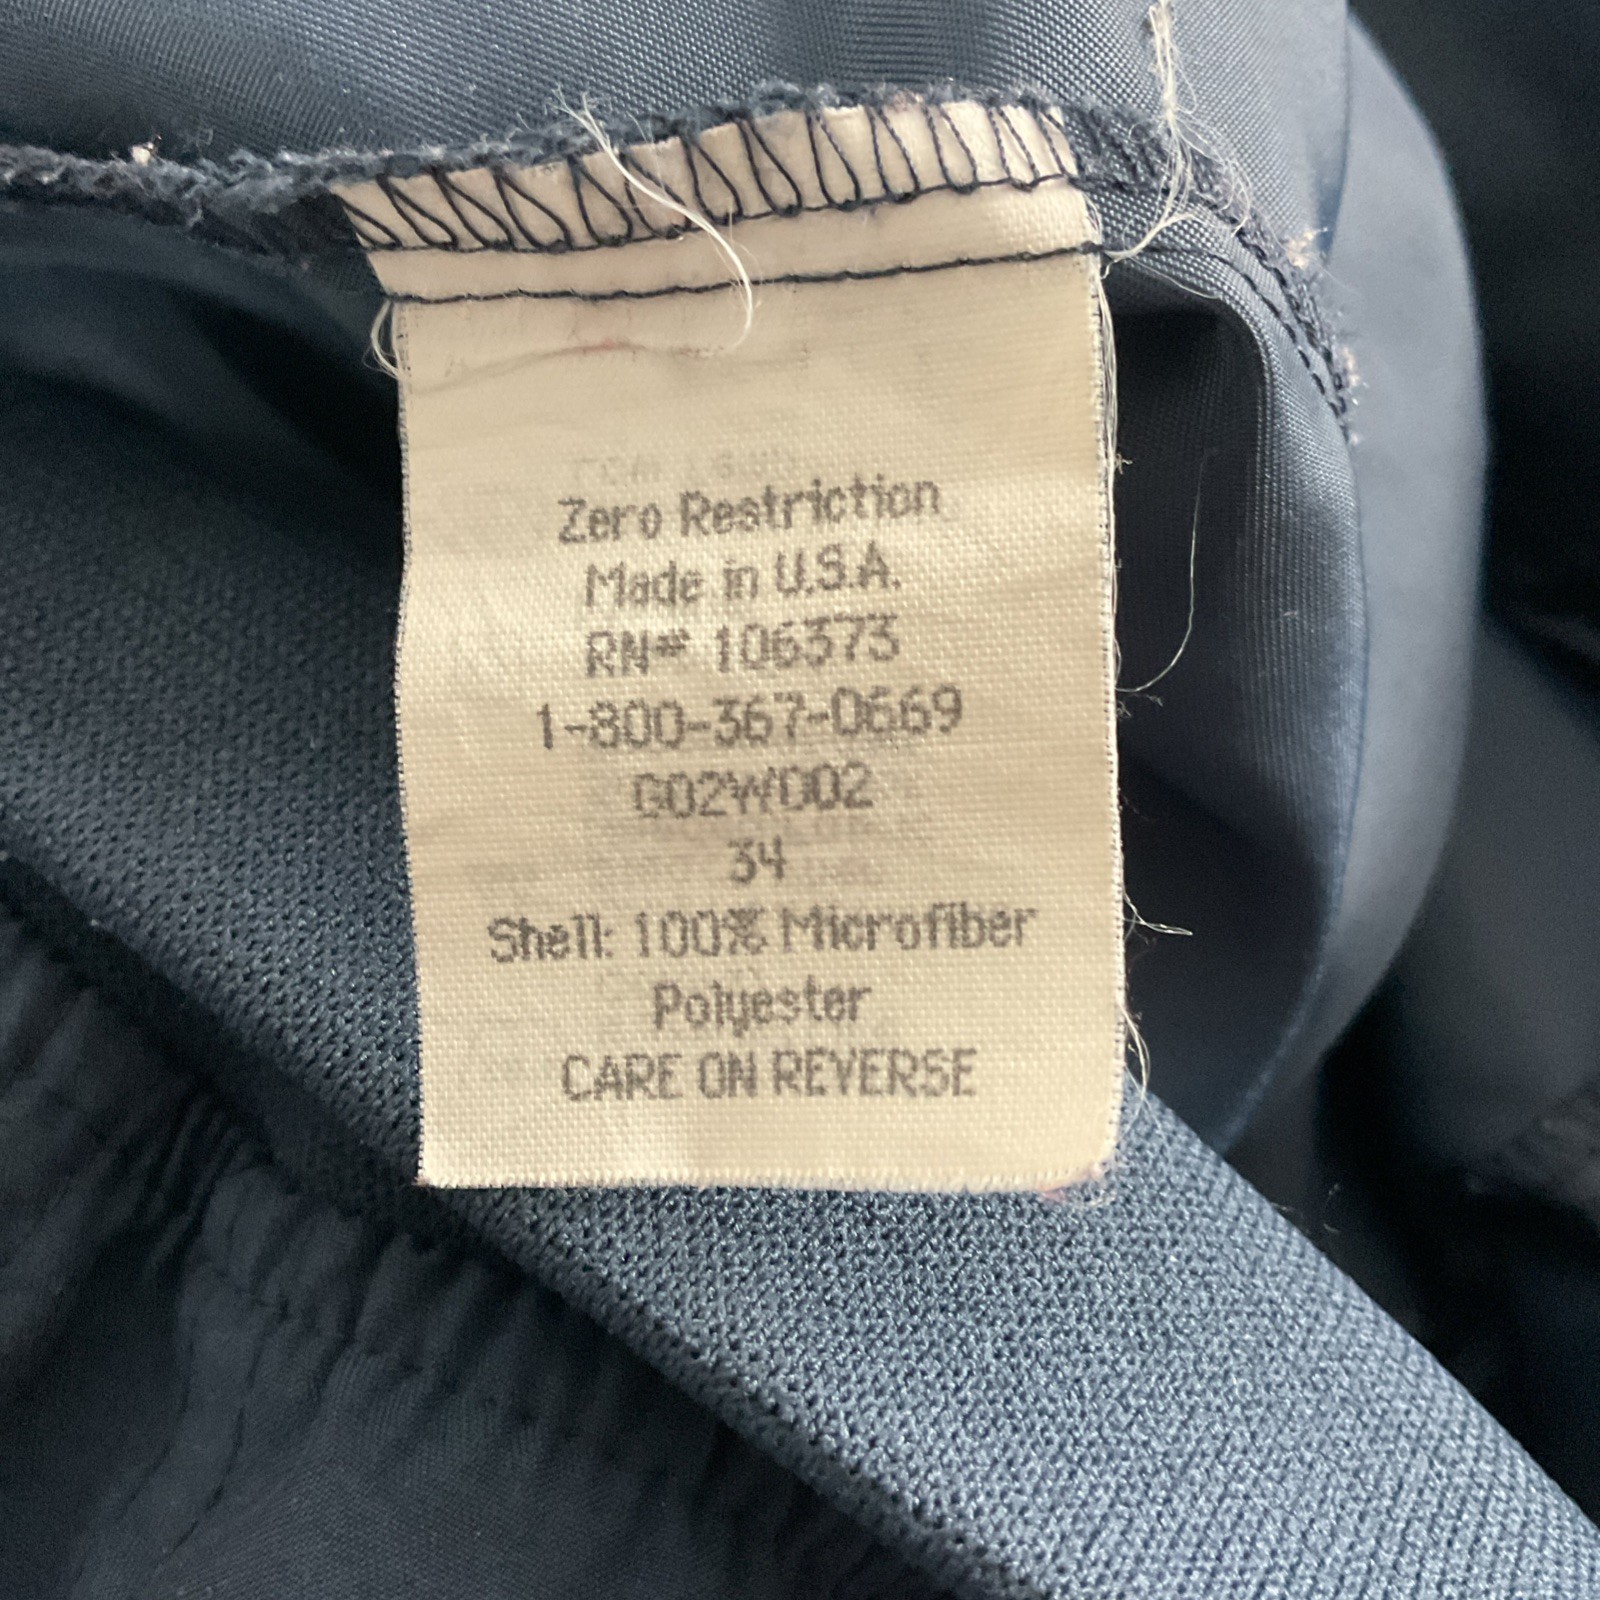 Zero Restriction
Made in U.S.A.
RN# 106373
1-800-367-0669
G02W002
34
Shell: 100% Microfiber
Polyester
CARE ON REVERSE